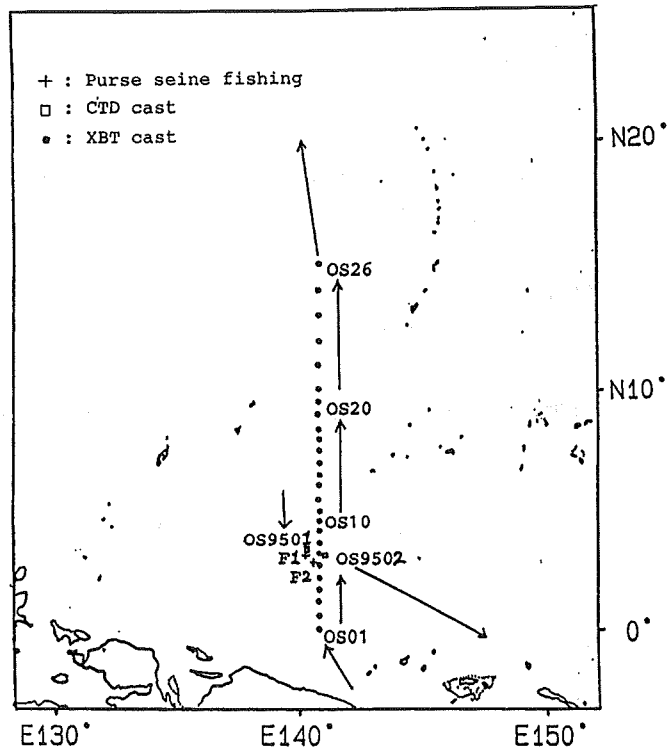 + : Purse seine fishing
□ : CTD cast
• : XBT cast
N20°
OS26
N10°
OS20
OS10
OS9501
F1
OS9502
F2
OS01
0°
E130°
E140°
E150°